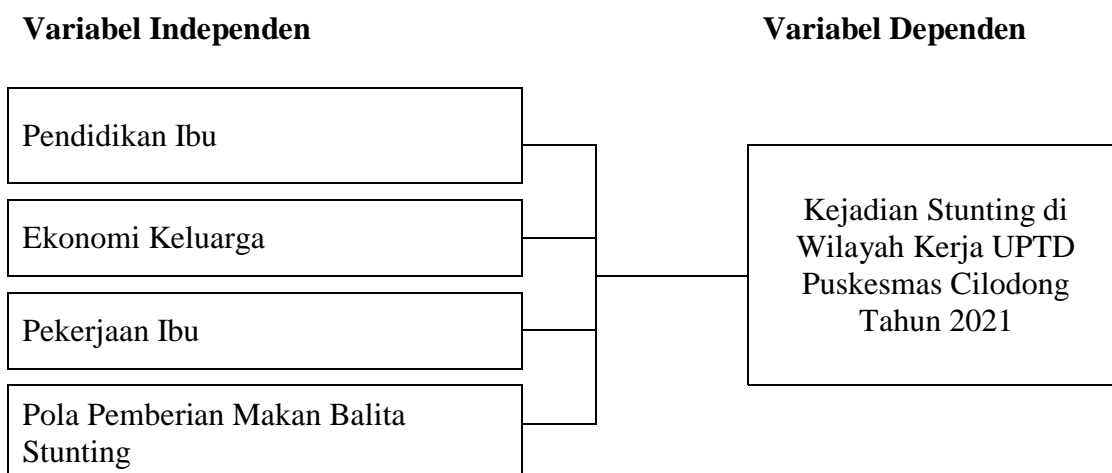 Variabel Independen
Variabel Dependen
Pendidikan Ibu
Ekonomi Keluarga
Pekerjaan Ibu
Pola Pemberian Makan Balita
Stunting
Kejadian Stunting di
Wilayah Kerja UPTD
Puskesmas Cilodong
Tahun 2021